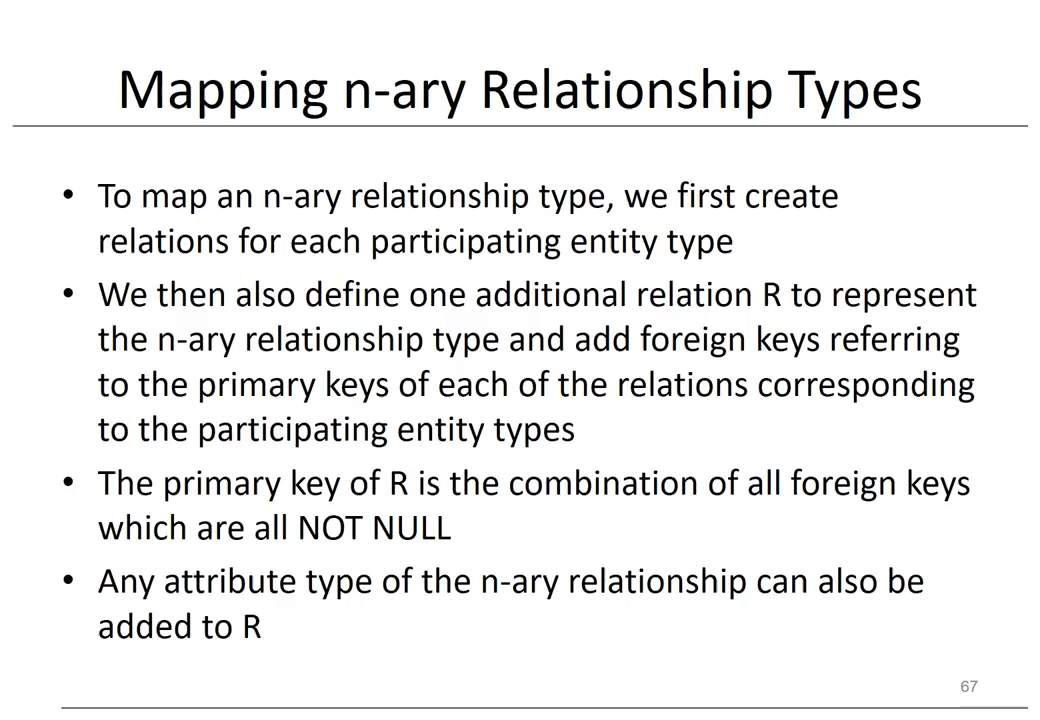 Mapping n-ary Relationship Types
• To map an n-ary relationship type, we first create
relations for each participating entity type
• We then also define one additional relation R to represent
the n-ary relationship type and add foreign keys referring
to the primary keys of each of the relations corresponding
to the participating entity types
• The primary key of R is the combination of all foreign keys
which are all NOT NULL
• Any attribute type of the n-ary relationship can also be
added to R
67